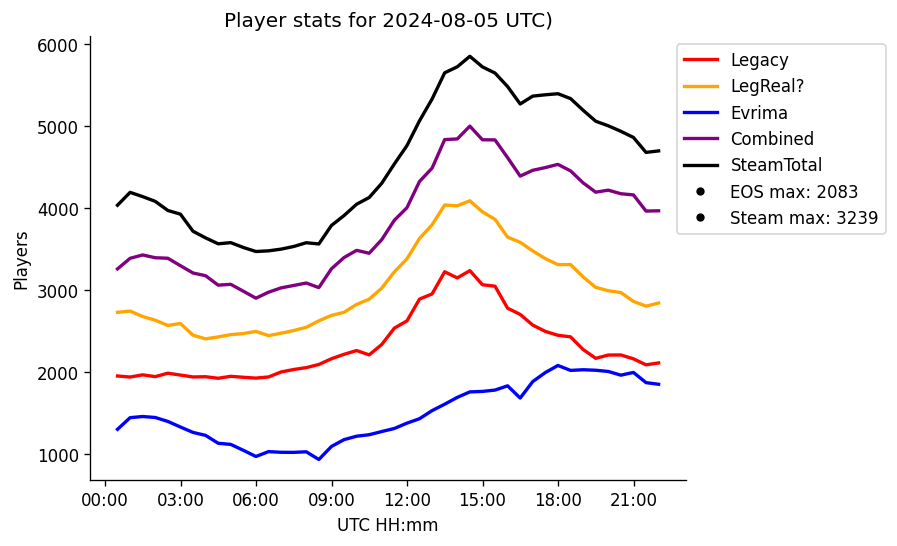 Player stats for 2024-08-05 UTC)
6000
5000
4000
3000
2000
1000
Players
00:00 03:00 06:00 09:00 12:00 15:00 18:00 21:00
UTC HH:mm
Legacy
LegReal?
Evrima
Combined
SteamTotal
EOS max: 2083
Steam max: 3239